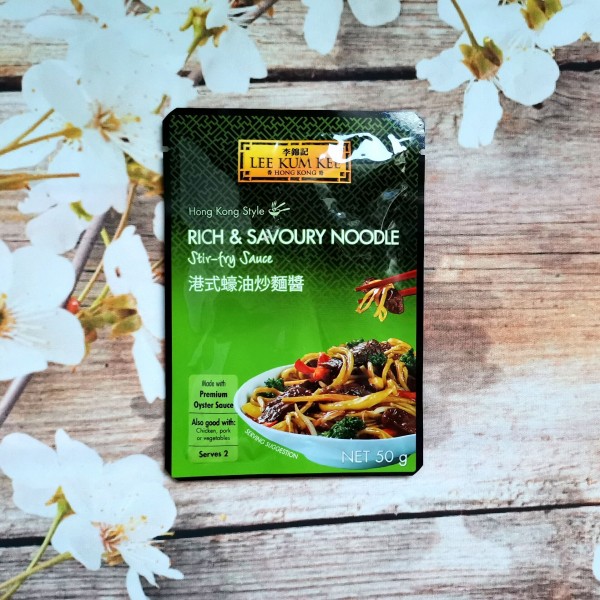 李錦記
LEE KUM KEE
香 HONG KONG 港
Hong Kong Style
RICH & SAVOURY NOODLE
Stir-fry Sauce
港式蠔油炒麵醬
Made with
Premium
Oyster Sauce
Also good with:
Chicken, pork
or vegetables
Serves 2
SERVING SUGGESTION
NET 50 g